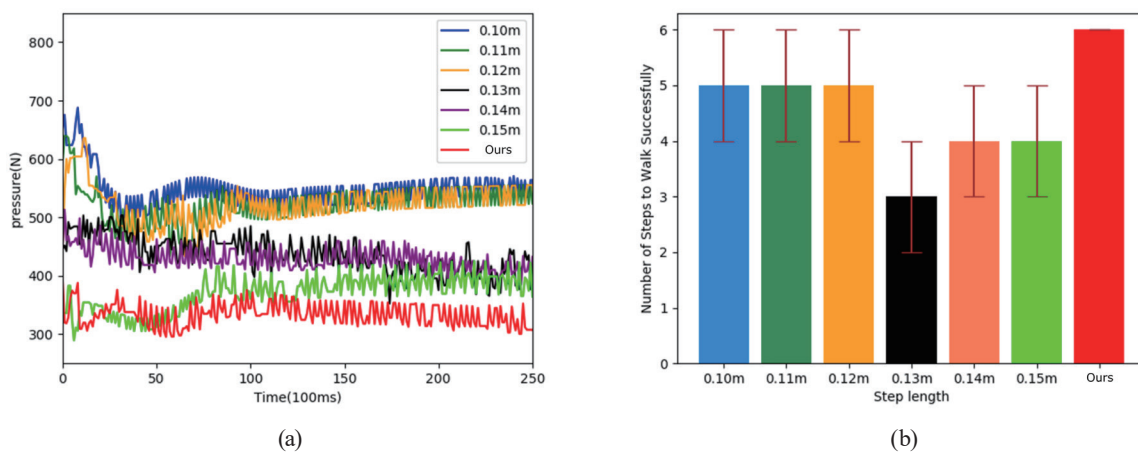 800
700
600
500
400
300
pressure(N)
0
50
100
150
200
250
Time(100ms)
0.10m
0.11m
0.12m
0.13m
0.14m
0.15m
Ours
(a)
6
5
4
3
2
1
0
Number of Steps to Walk Successfully
0.10m
0.11m
0.12m
0.13m
0.14m
0.15m
Ours
Step length
(b)